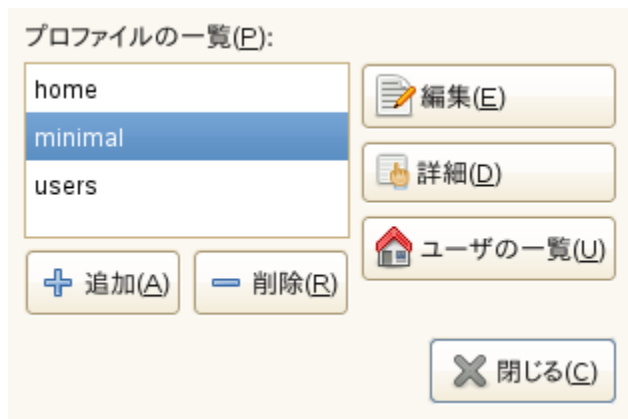 プロファイルの一覧(P):
home
minimal
users
編集(E)
詳細(D)
ユーザの一覧(U)
追加(A)
削除(R)
閉じる(C)